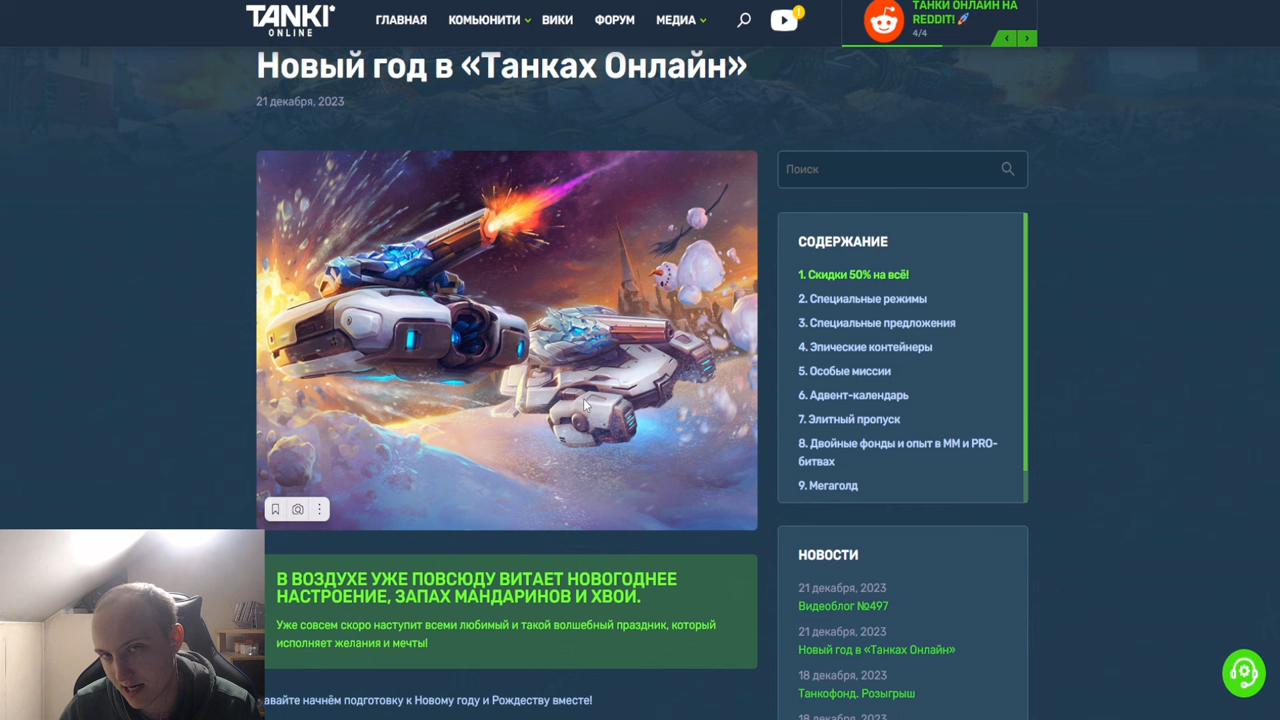 TANKI
ONLINE
ГЛАВНАЯ
КОМЬЮНИТИ
ВИКИ
ФОРУМ
МЕДИА
1
ТАНКИ ОНЛАЙН НА
REDDIT! 🚀
4/4
Новый год в «Танках Онлайн»
21 декабря, 2023
Поиск
СОДЕРЖАНИЕ
1. Скидки 50% на всё!
2. Специальные режимы
3. Специальные предложения
4. Эпические контейнеры
5. Особые миссии
6. Адвент-календарь
7. Элитный пропуск
8. Двойные фонды и опыт в ММ и PRO-
битвах
9. Мегаголд
В ВОЗДУХЕ УЖЕ ПОВСЮДУ ВИТАЕТ НОВОГОДНЕЕ
НАСТРОЕНИЕ, ЗАПАХ МАНДАРИНОВ И ХВОИ.
Уже совсем скоро наступит всеми любимый и такой волшебный праздник, который
исполняет желания и мечты!
авайте начнём подготовку к Новому году и Рождеству вместе!
НОВОСТИ
21 декабря, 2023
Видеоблог №497
21 декабря, 2023
Новый год в «Танках Онлайн»
18 декабря, 2023
Танкофонд. Розыгрыш
18 декабря, 2023